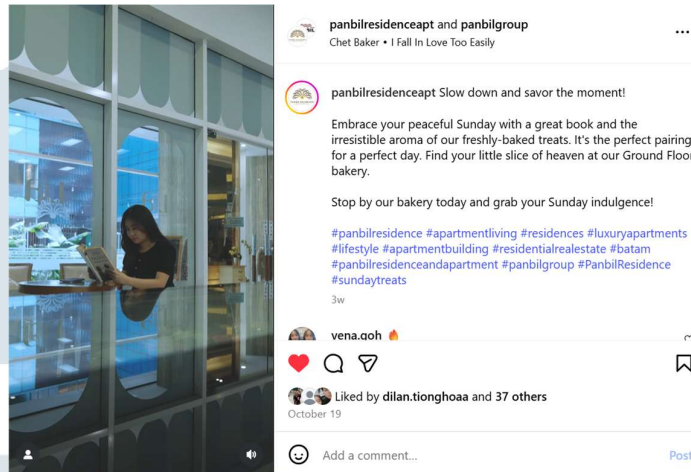 panbilresidenceapt and panbilgroup
Chet Baker • I Fall In Love Too Easily
panbilresidenceapt Slow down and savor the moment!
Embrace your peaceful Sunday with a great book and the
irresistible aroma of our freshly-baked treats. It's the perfect pairing
for a perfect day. Find your little slice of heaven at our Ground Floor
bakery.
Stop by our bakery today and grab your Sunday indulgence!
#panbilresidence #apartmentliving #residences #luxuryapartments
#lifestyle #apartmentbuilding #residentialrealestate #batam
#panbilresidenceandapartment #panbilgroup #PanbilResidence
#sundaytreats
3w
vena.goh 🔥
Liked by dilan.tionghoaa and 37 others
October 19
Add a comment...
Post